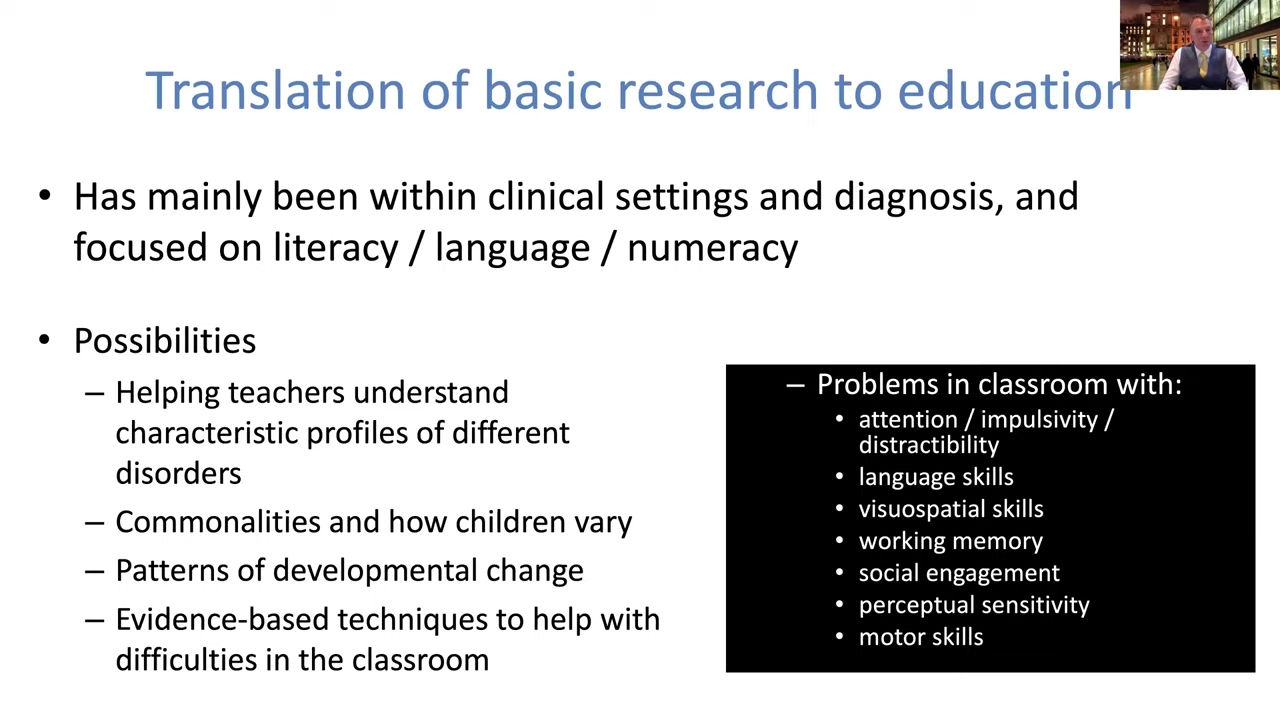 Translation of basic research to education
• Has mainly been within clinical settings and diagnosis, and
focused on literacy / language / numeracy
• Possibilities
– Helping teachers understand
characteristic profiles of different
disorders
– Commonalities and how children vary
– Patterns of developmental change
– Evidence-based techniques to help with
difficulties in the classroom
– Problems in classroom with:
• attention / impulsivity /
distractibility
• language skills
• visuospatial skills
• working memory
• social engagement
• perceptual sensitivity
• motor skills